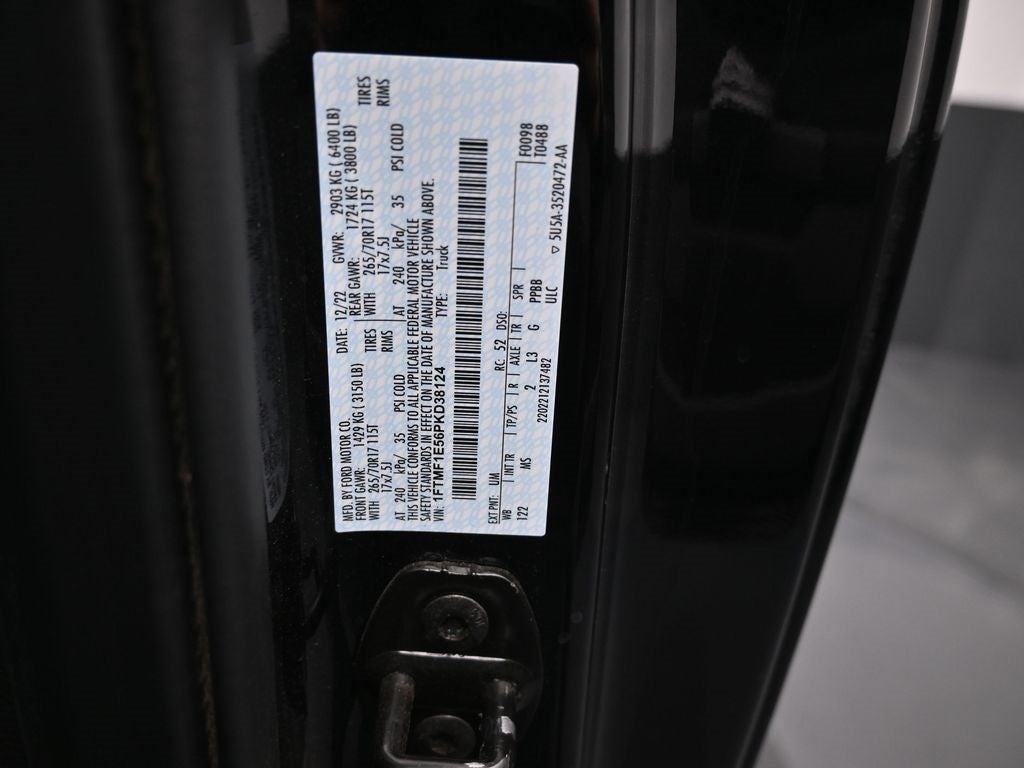 MFD. BY FORD MOTOR CO. DATE: 12/22 GVWR: 2903 KG ( 6400 LB)
FRONT GAWR: 1429 KG ( 3150 LB) REAR GAWR: 1724 KG ( 3800 LB)
WITH 265/70R17 115T TIRES WITH 265/70R17 115T TIRES
17x7.5J RIMS 17x7.5J RIMS
AT 240 kPa/ 35 PSI COLD AT 240 kPa/ 35 PSI COLD
THIS VEHICLE CONFORMS TO ALL APPLICABLE FEDERAL MOTOR VEHICLE
SAFETY STANDARDS IN EFFECT ON THE DATE OF MANUFACTURE SHOWN ABOVE.
VIN: 1FTMF1E56PKD38124 TYPE: Truck
F0098
T0488
EXT PNT: UM RC: 52 DSO:
WB INT TR TP/PS R AXLE TR SPR
122 MS 2 L3 G PPBB
2202212137482 ULC ▽ 5U5A-3520472-AA